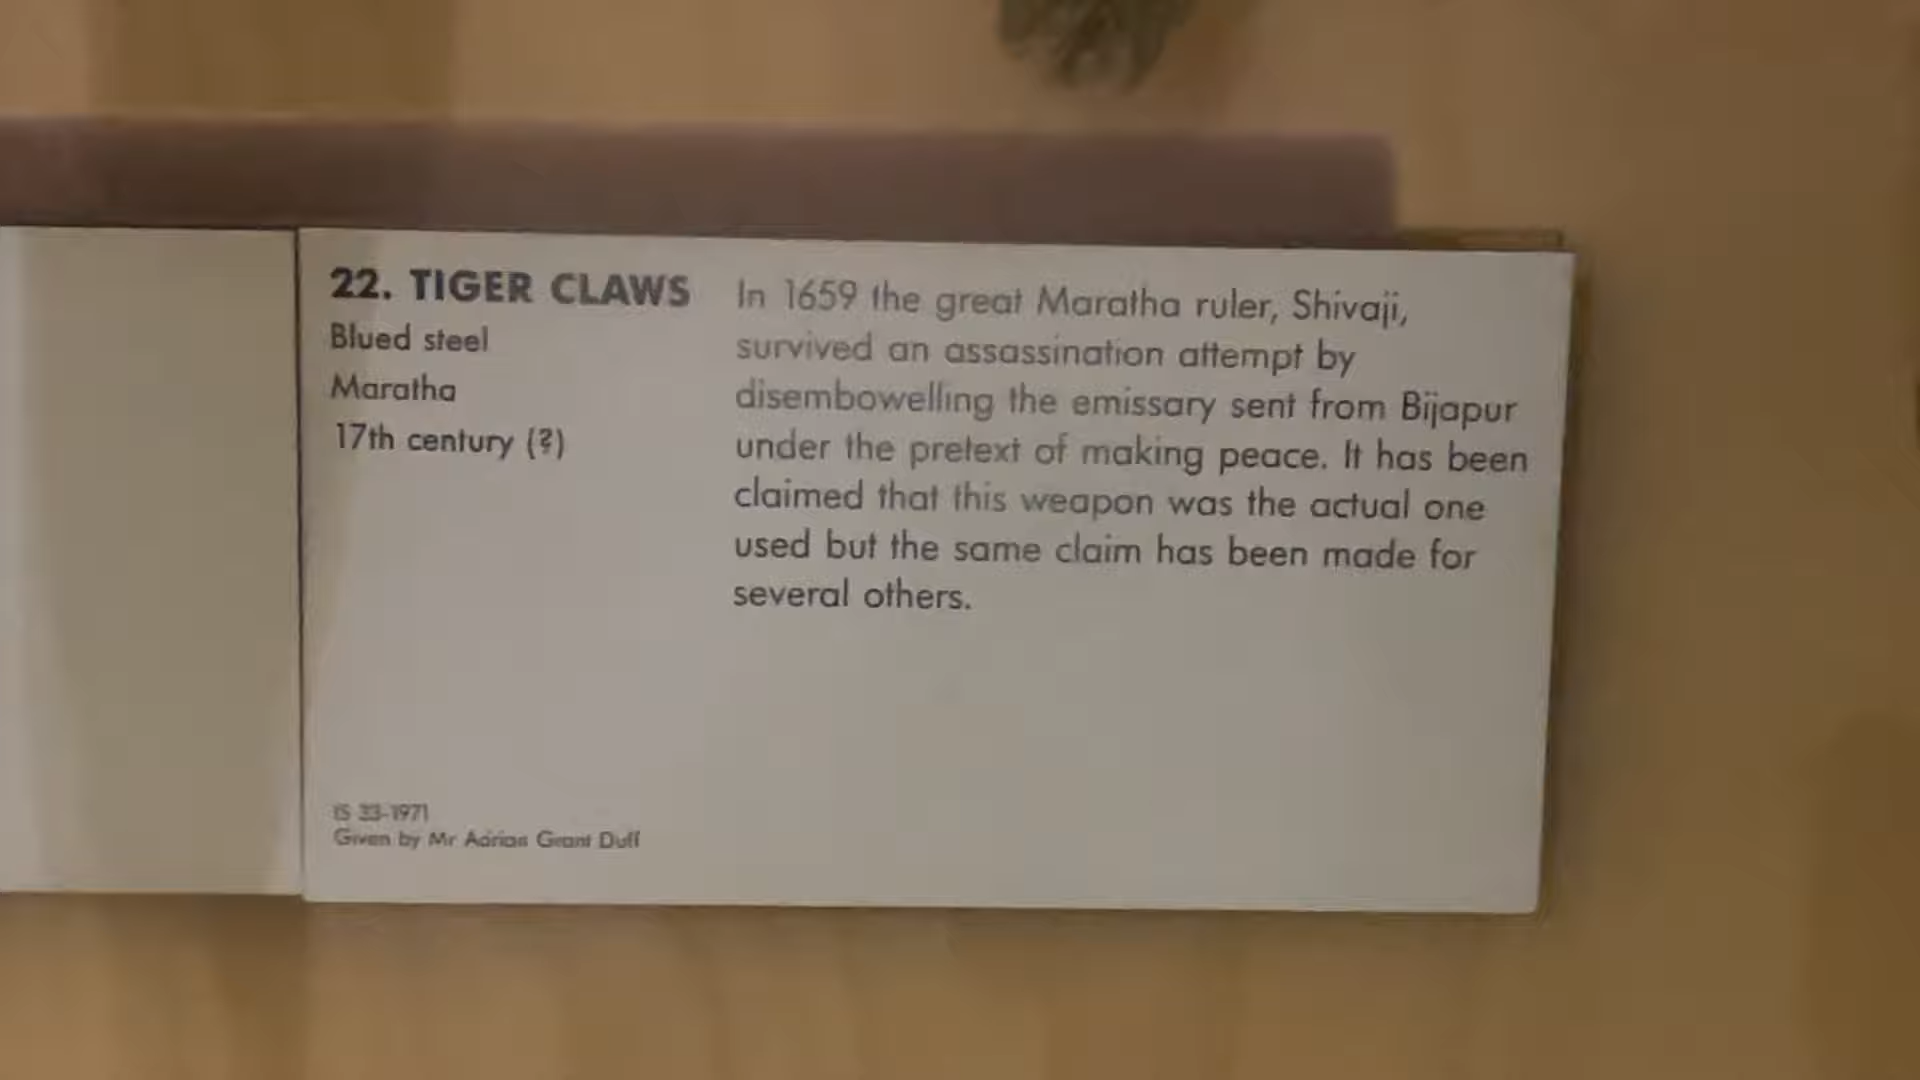 22. TIGER CLAWS
Blued steel
Maratha
17th century (?)
In 1659 the great Maratha ruler, Shivaji,
survived an assassination attempt by
disembowelling the emissary sent from Bijapur
under the pretext of making peace. It has been
claimed that this weapon was the actual one
used but the same claim has been made for
several others.
IS 33-1971
Given by Mr Adrian Grant Duff